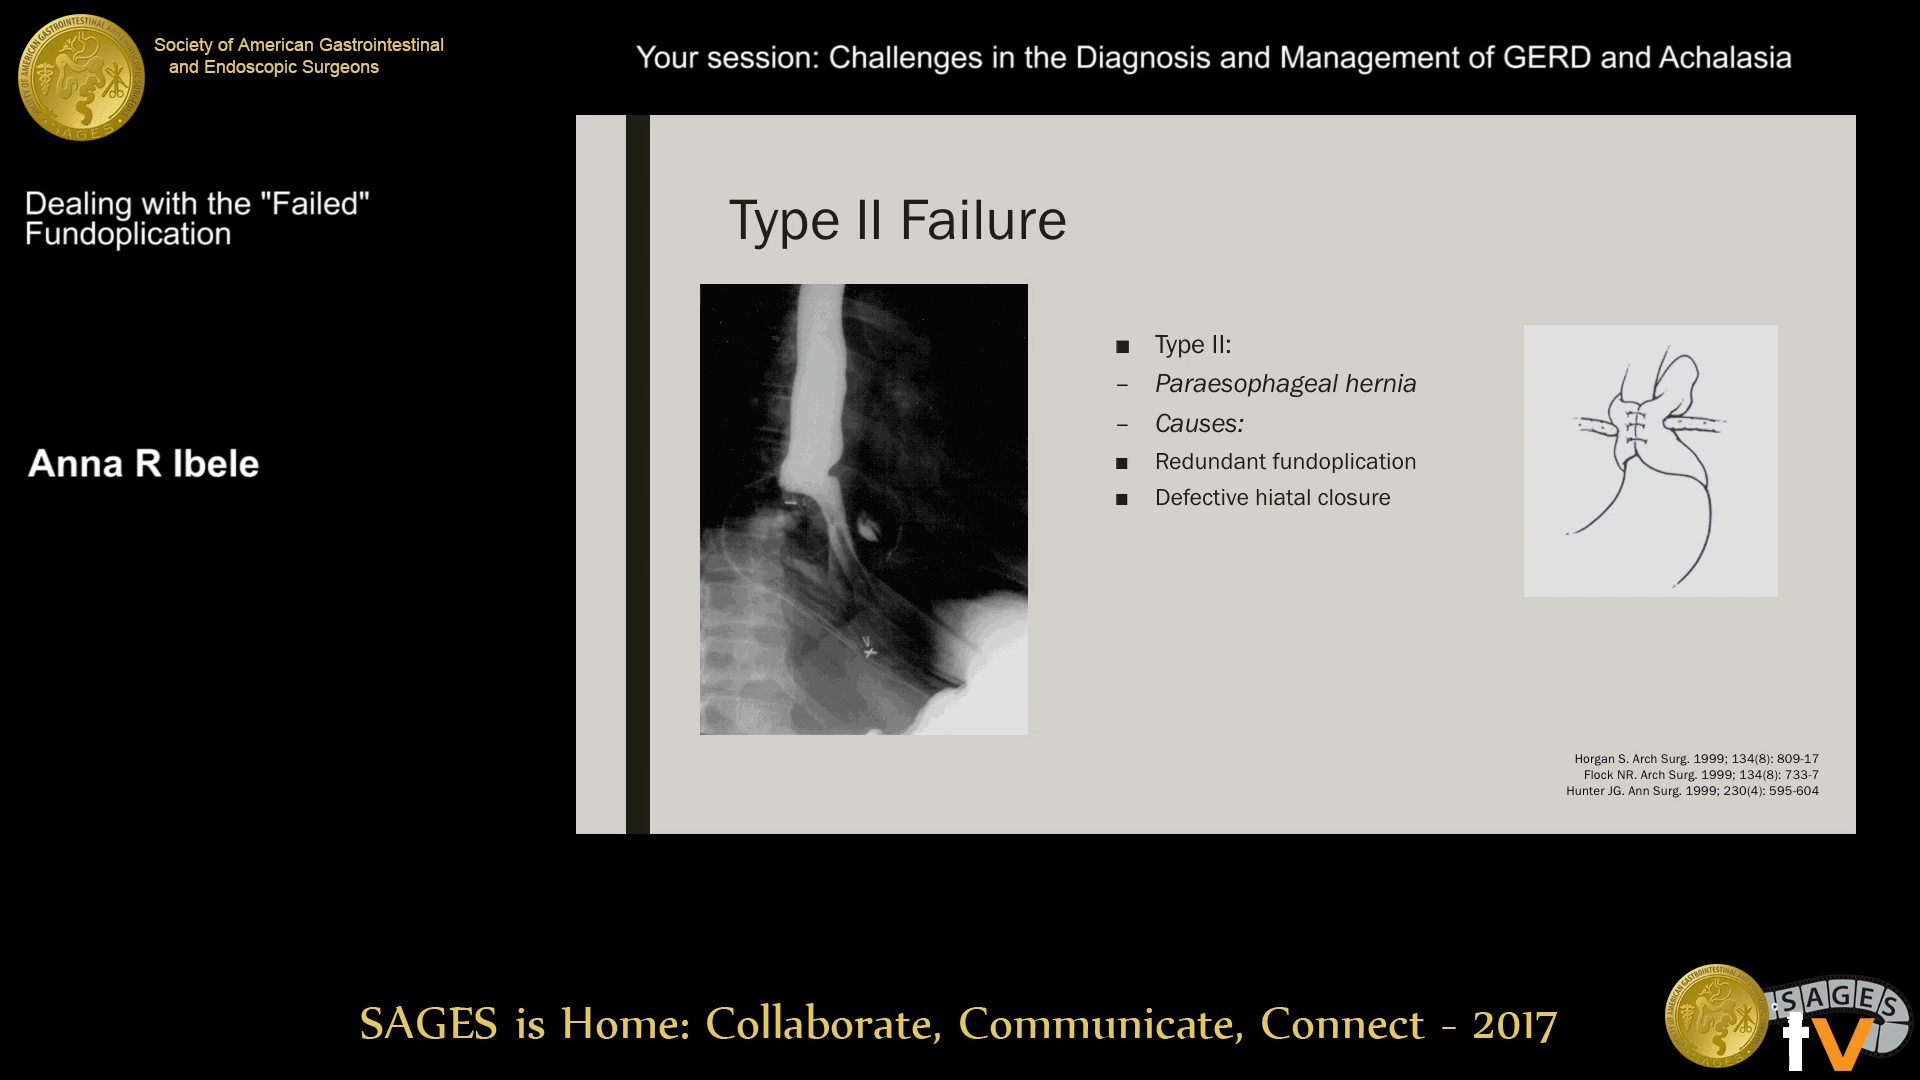 Society of American Gastrointestinal
and Endoscopic Surgeons
Your session: Challenges in the Diagnosis and Management of GERD and Achalasia
Dealing with the "Failed"
Fundoplication
Anna R Ibele
Type II Failure
■ Type II:
– Paraesophageal hernia
– Causes:
■ Redundant fundoplication
■ Defective hiatal closure
Horgan S. Arch Surg. 1999; 134(8): 809-17
Flock NR. Arch Surg. 1999; 134(8): 733-7
Hunter JG. Ann Surg. 1999; 230(4): 595-604
SAGES is Home: Collaborate, Communicate, Connect - 2017
SAGES
tv